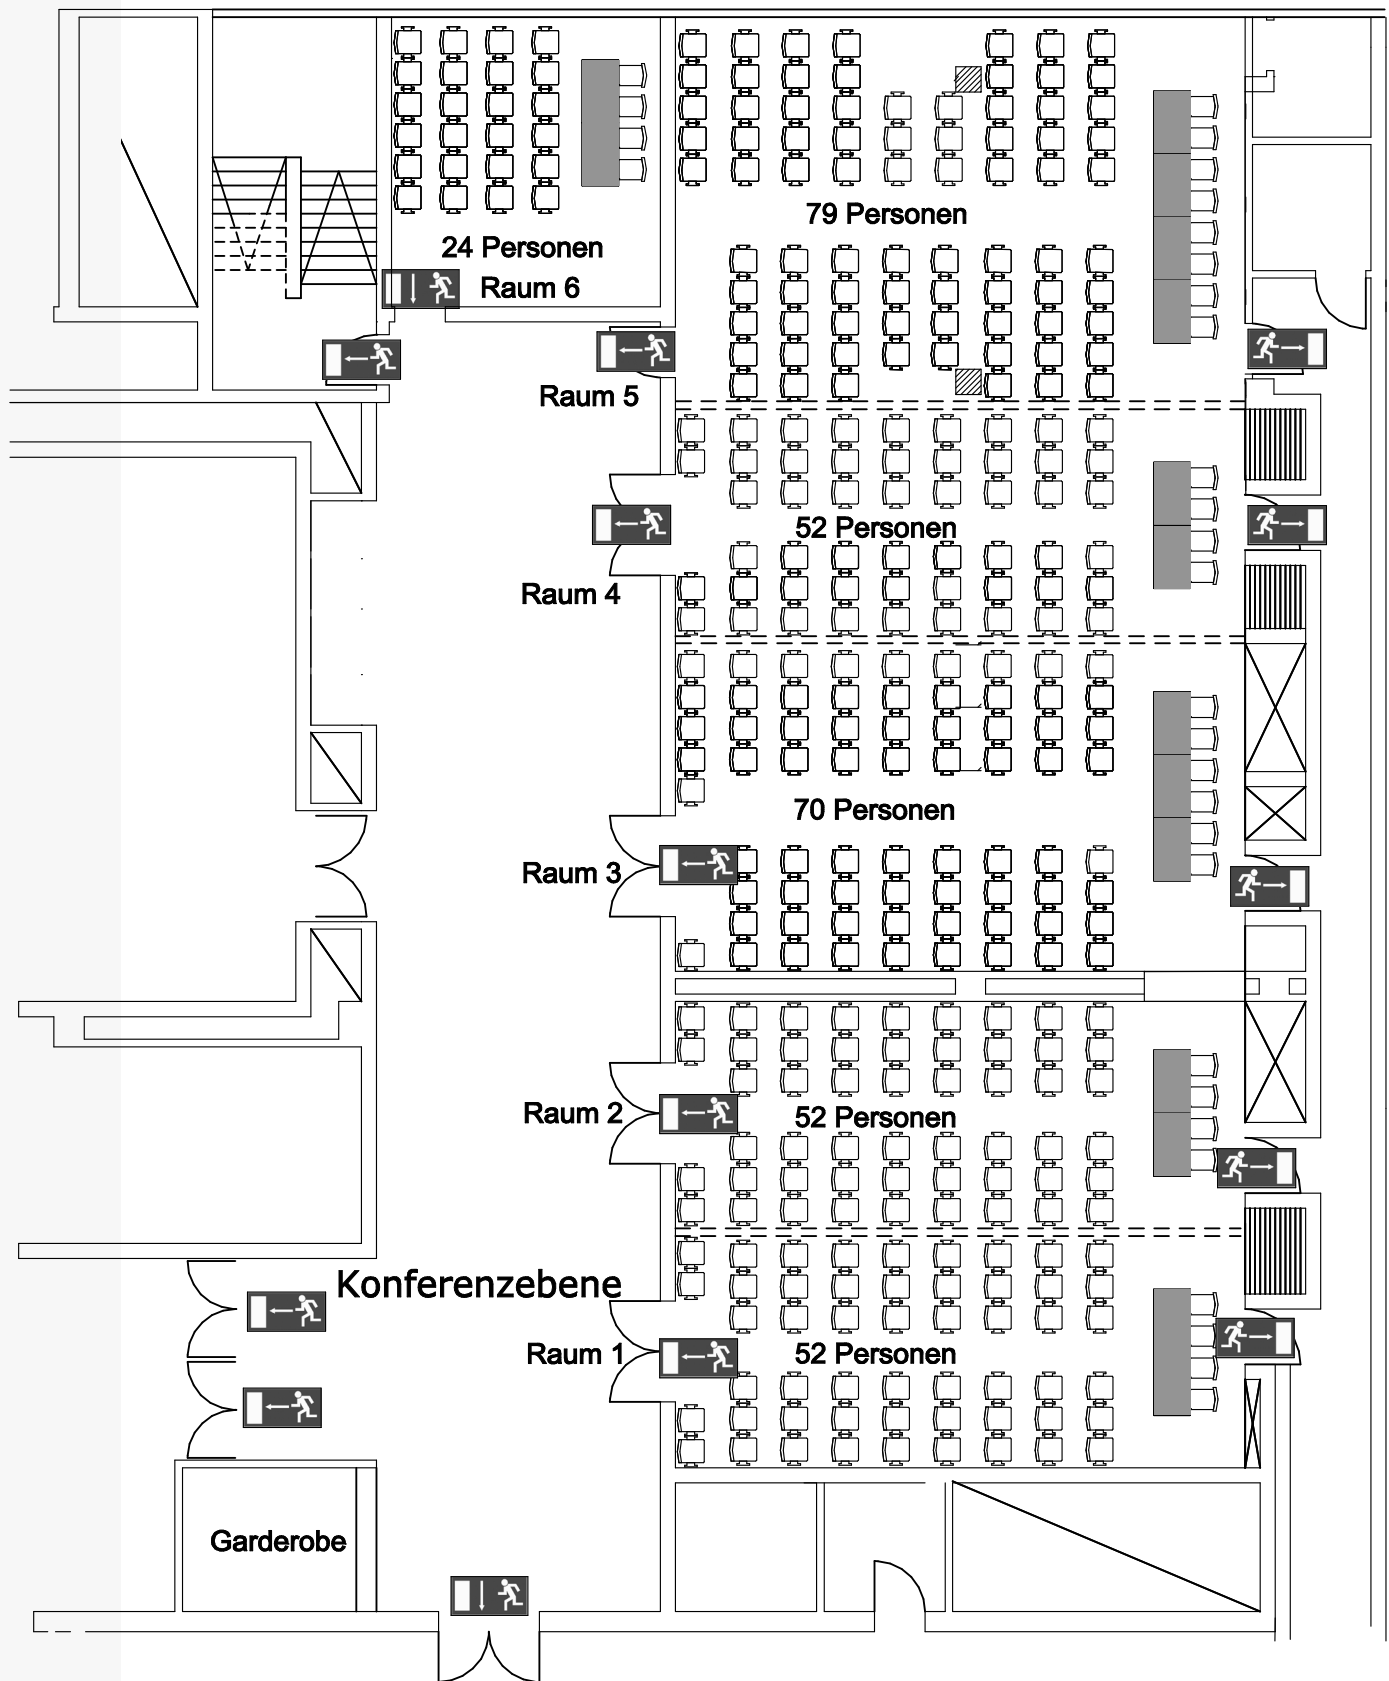 79 Personen
24 Personen
Raum 6
Raum 5
52 Personen
Raum 4
70 Personen
Raum 3
Raum 2
52 Personen
Konferenzebene
Raum 1
52 Personen
Garderobe